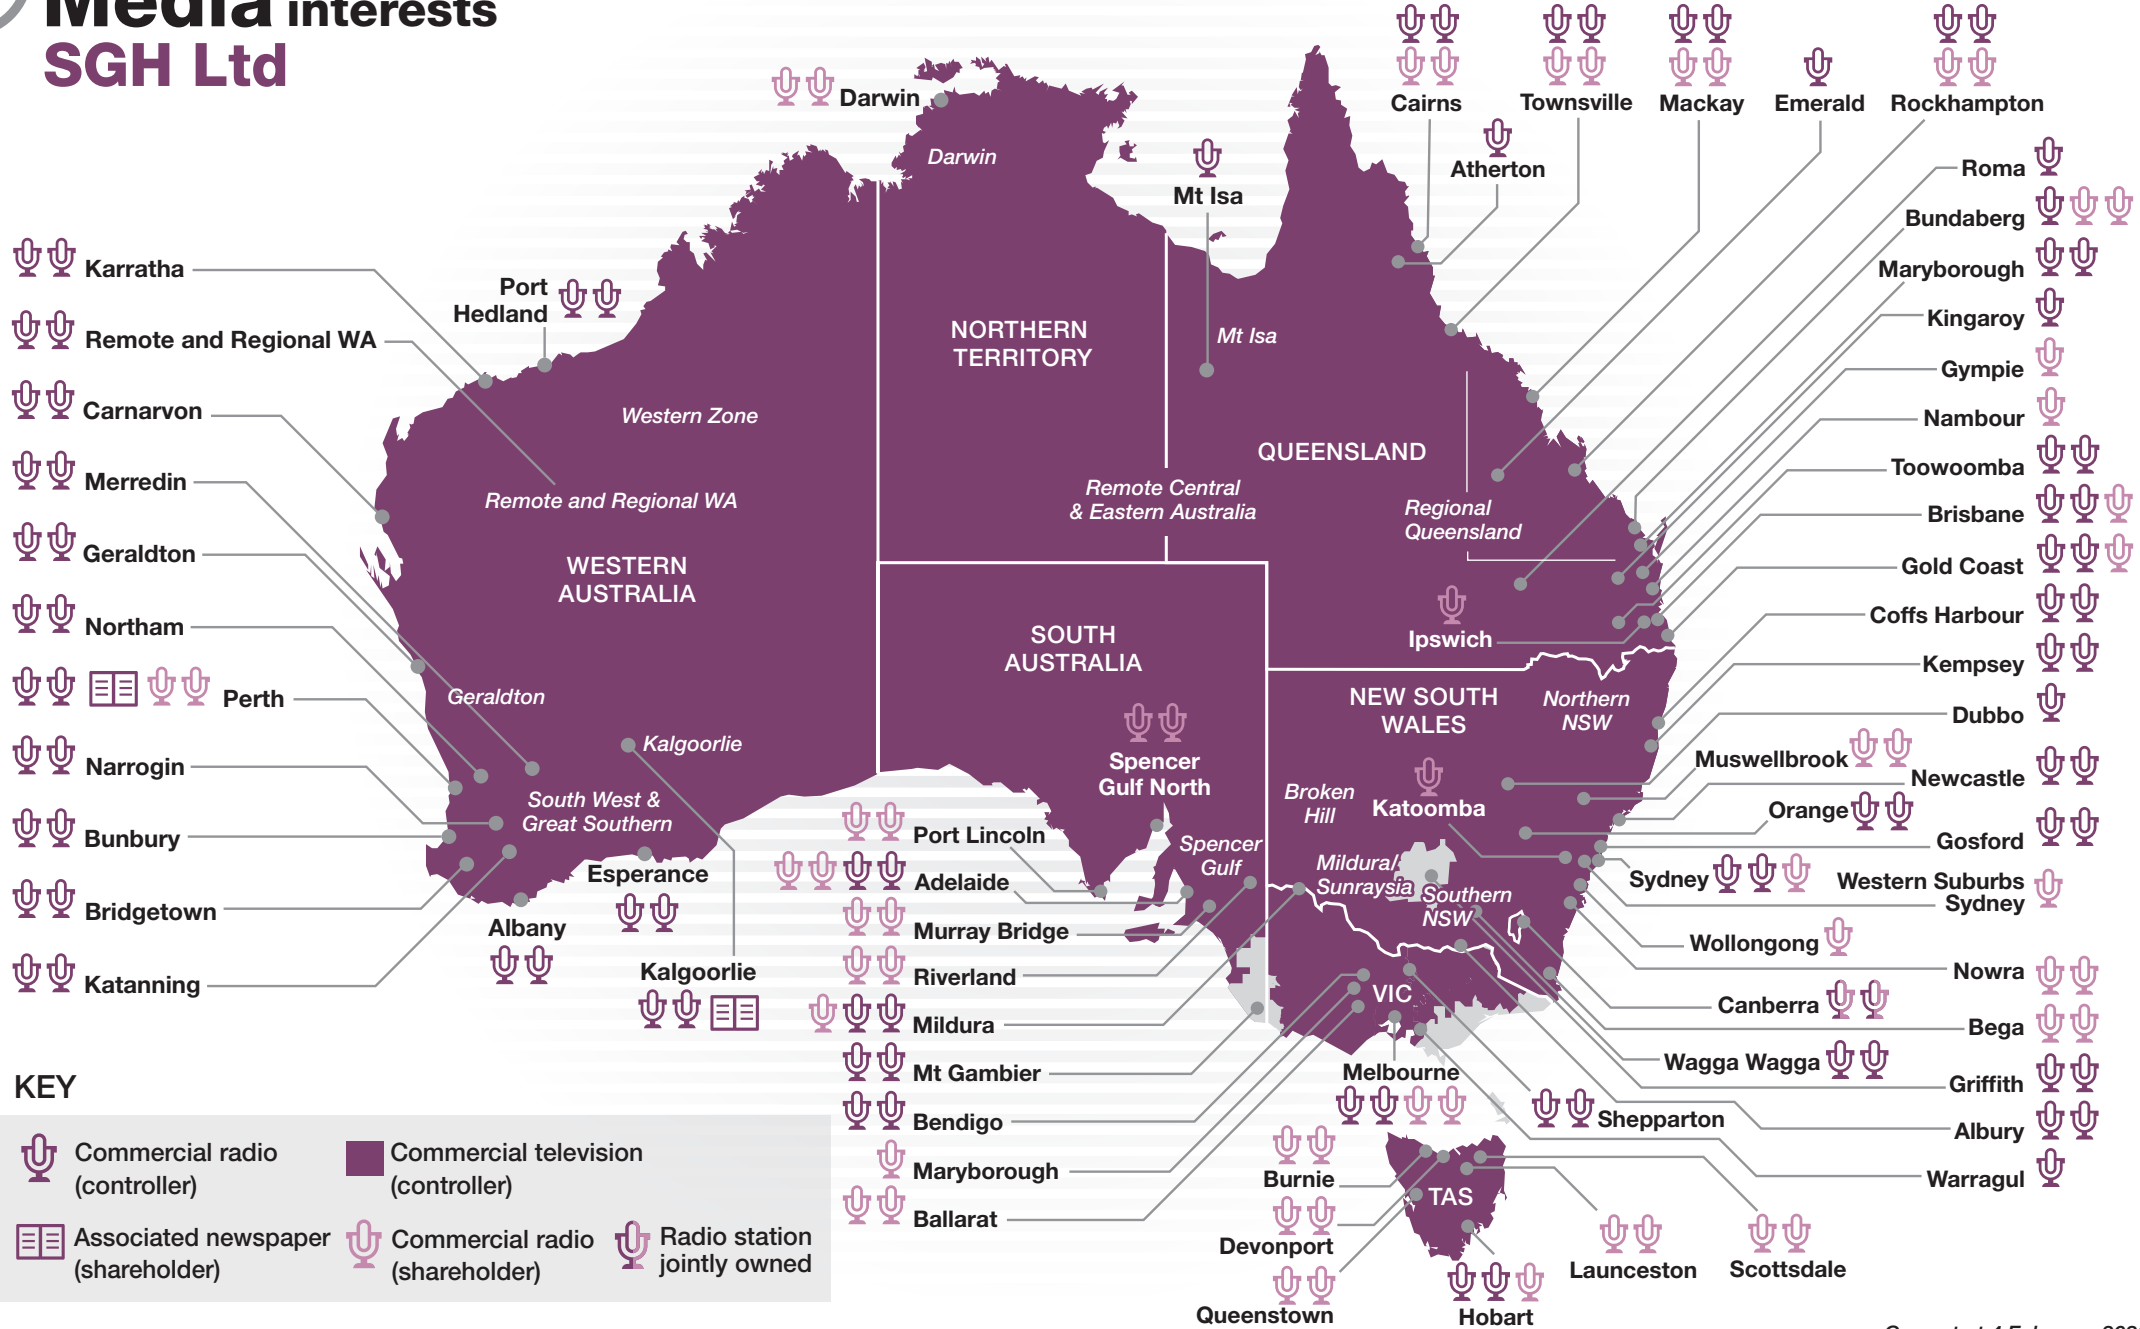 Media interests
SGH Ltd
Cairns
Townsville
Mackay
Emerald
Rockhampton
Darwin
Darwin
Mt Isa
Atherton
Mt Isa
Roma
Bundaberg
Maryborough
Kingaroy
Gympie
Nambour
Toowoomba
Brisbane
Gold Coast
Coffs Harbour
Kempsey
Dubbo
Muswellbrook
Newcastle
Orange
Gosford
Sydney
Western Suburbs
Sydney
Wollongong
Nowra
Canberra
Bega
Wagga Wagga
Griffith
Shepparton
Albury
Warragul
Karratha
Port
Hedland
Remote and Regional WA
Carnarvon
Merredin
Geraldton
Northam
Perth
Narrogin
Bunbury
Bridgetown
Katanning
Western Zone
Remote and Regional WA
WESTERN
AUSTRALIA
Geraldton
Kalgoorlie
South West &
Great Southern
Esperance
Albany
Kalgoorlie
NORTHERN
TERRITORY
Remote Central
& Eastern Australia
QUEENSLAND
Regional
Queensland
Ipswich
SOUTH
AUSTRALIA
Spencer
Gulf North
Spencer
Gulf
NEW SOUTH
WALES
Northern
NSW
Broken
Hill
Katoomba
Mildura/
Sunraysia
Southern
NSW
VIC
Port Lincoln
Adelaide
Murray Bridge
Riverland
Mildura
Mt Gambier
Bendigo
Maryborough
Ballarat
Melbourne
Burnie
Devonport
Queenstown
TAS
Hobart
Launceston
Scottsdale
KEY
Commercial radio
(controller)
Commercial television
(controller)
Associated newspaper
(shareholder)
Commercial radio
(shareholder)
Radio station
jointly owned